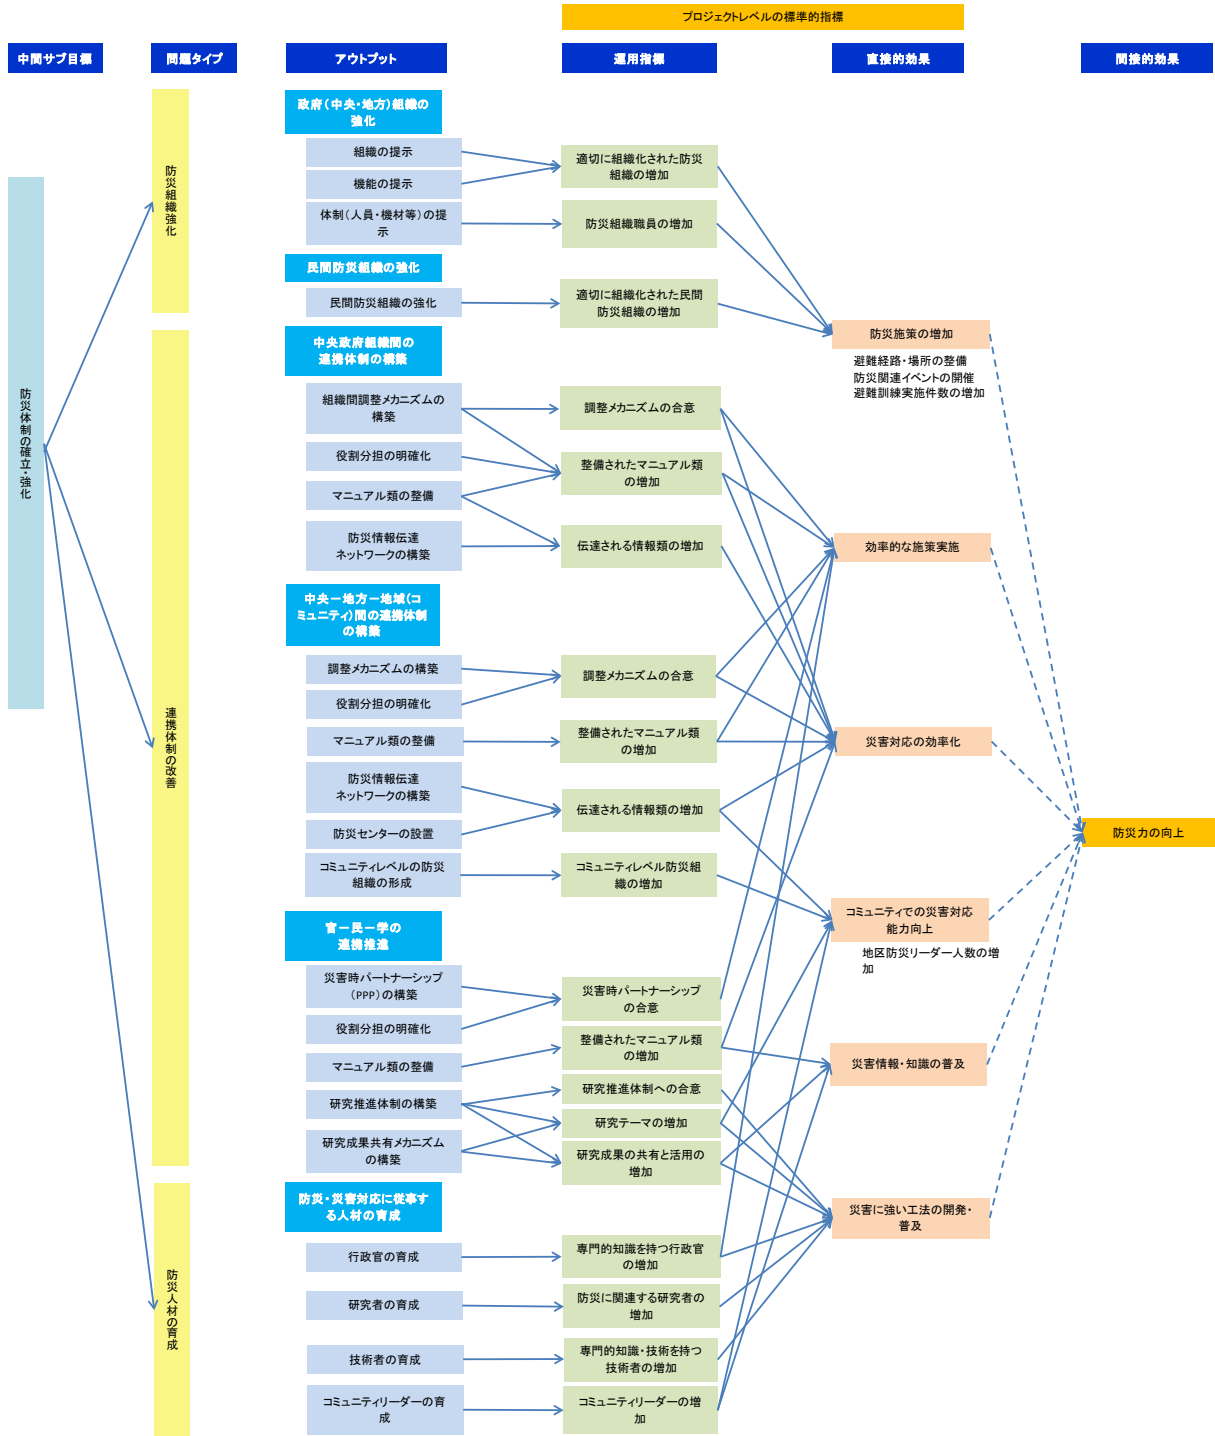 プロジェクトレベルの標準的指標
中間サブ目標
問題タイプ
アウトプット
運用指標
直接的効果
間接的効果
防災体制の確立・強化
防災組織強化
連携体制の改善
防災人材の育成
政府（中央・地方）組織の
強化
組織の提示
機能の提示
体制（人員・機材等）の提
示
民間防災組織の強化
民間防災組織の強化
中央政府組織間の
連携体制の構築
組織間調整メカニズムの
構築
役割分担の明確化
マニュアル類の整備
防災情報伝達
ネットワークの構築
中央－地方－地域（コ
ミュニティ）間の連携体制
の構築
調整メカニズムの構築
役割分担の明確化
マニュアル類の整備
防災情報伝達
ネットワークの構築
防災センターの設置
コミュニティレベルの防災
組織の形成
官－民－学の
連携推進
災害時パートナーシップ
（PPP）の構築
役割分担の明確化
マニュアル類の整備
研究推進体制の構築
研究成果共有メカニズム
の構築
防災・災害対応に従事す
る人材の育成
行政官の育成
研究者の育成
技術者の育成
コミュニティリーダーの育
成
適切に組織化された防災
組織の増加
防災組織職員の増加
適切に組織化された民間
防災組織の増加
調整メカニズムの合意
整備されたマニュアル類
の増加
伝達される情報類の増加
調整メカニズムの合意
整備されたマニュアル類
の増加
伝達される情報類の増加
コミュニティレベル防災組
織の増加
災害時パートナーシップ
の合意
整備されたマニュアル類
の増加
研究推進体制への合意
研究テーマの増加
研究成果の共有と活用の
増加
専門的知識を持つ行政官
の増加
防災に関連する研究者の
増加
専門的知識・技術を持つ
技術者の増加
コミュニティリーダーの増
加
防災施策の増加
避難経路・場所の整備
防災関連イベントの開催
避難訓練実施件数の増加
効率的な施策実施
災害対応の効率化
コミュニティでの災害対応
能力向上
地区防災リーダー人数の増
加
災害情報・知識の普及
災害に強い工法の開発・
普及
防災力の向上